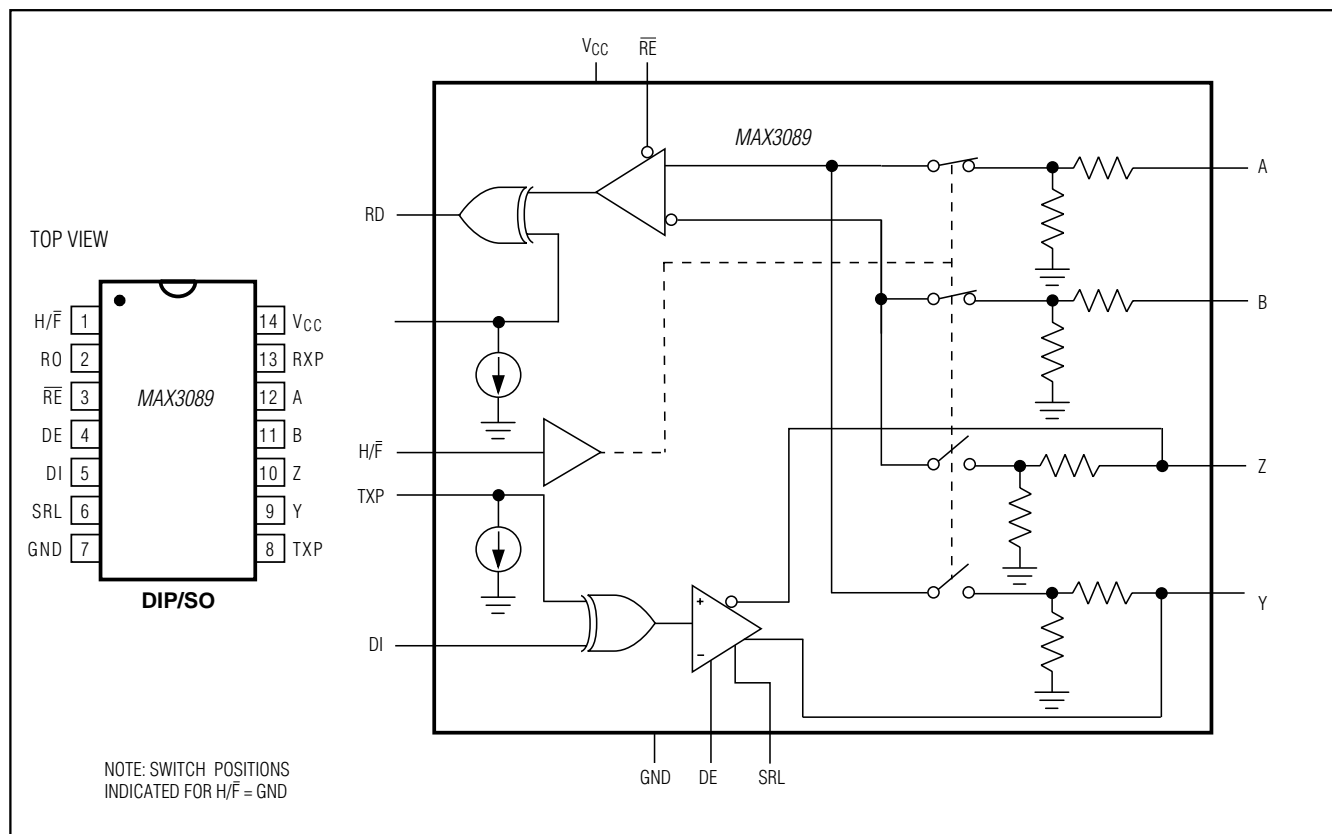 VCC
R̅E̅
MAX3089
A
RD
TOP VIEW
B
H/F̅ 1
14 VCC
RO 2
13 RXP
R̅E̅ 3
MAX3089
12 A
DE 4
11 B
DI 5
10 Z
SRL 6
9 Y
GND 7
8 TXP
DIP/SO
H/F̅
Z
TXP
+
Y
DI
−
GND
DE
SRL
NOTE: SWITCH POSITIONS
INDICATED FOR H/F̅ = GND